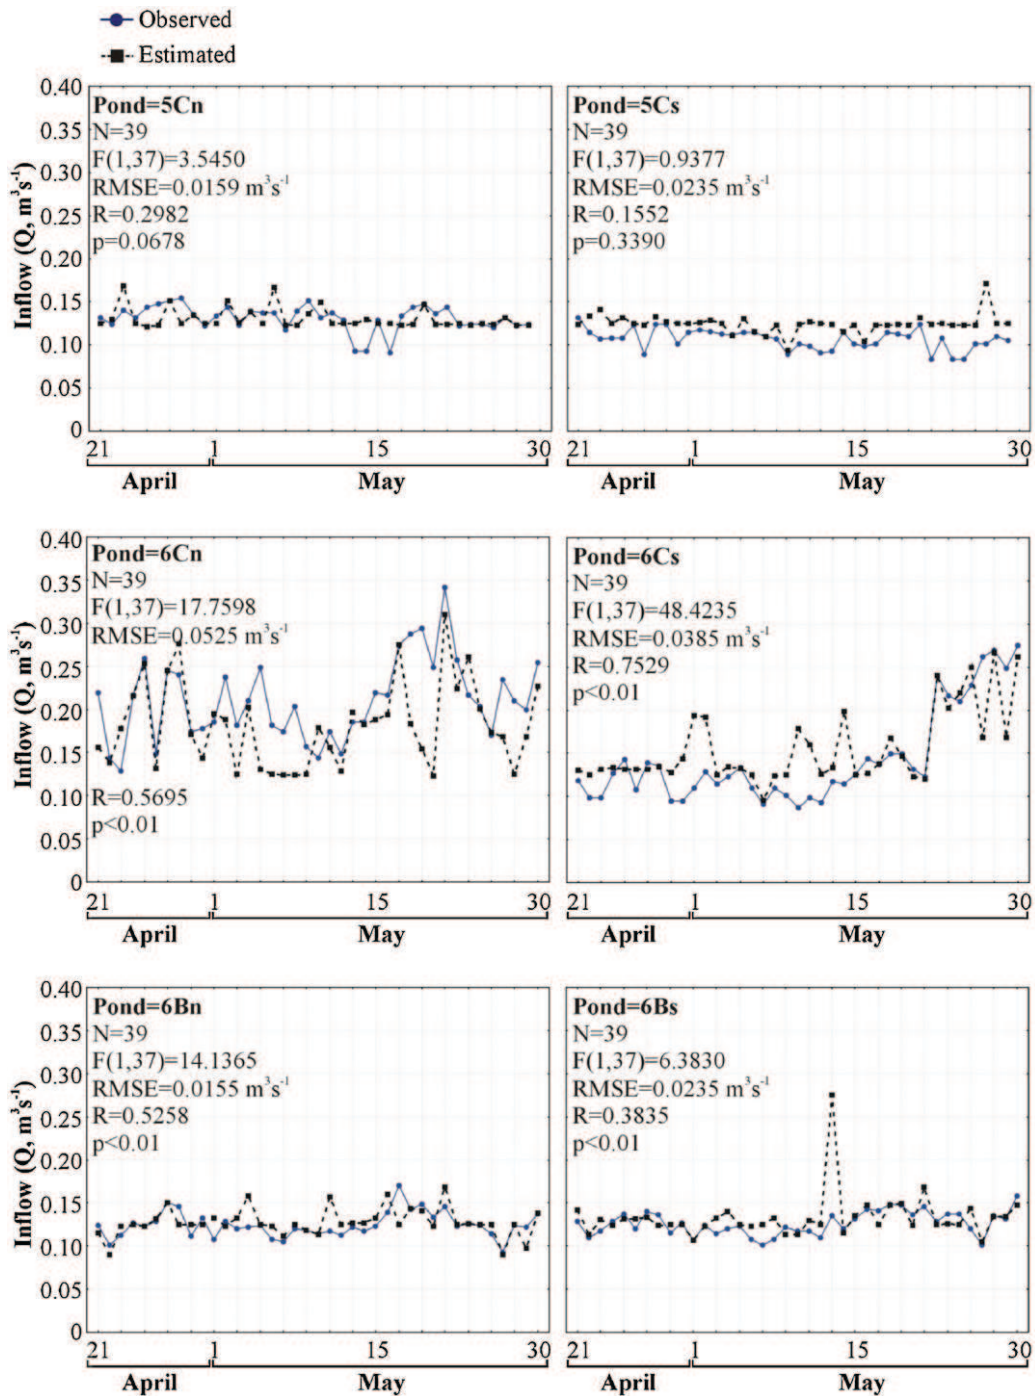 Observed
Estimated
Inflow (Q, m³s⁻¹)
0.40
0.35
0.30
0.25
0.20
0.15
0.10
0.05
0
Pond=5Cn
N=39
F(1,37)=3.5450
RMSE=0.0159 m³s⁻¹
R=0.2982
p=0.0678
21 1 15 30
April May
Pond=5Cs
N=39
F(1,37)=0.9377
RMSE=0.0235 m³s⁻¹
R=0.1552
p=0.3390
21 1 15 30
April May
Inflow (Q, m³s⁻¹)
0.40
0.35
0.30
0.25
0.20
0.15
0.10
0.05
0
Pond=6Cn
N=39
F(1,37)=17.7598
RMSE=0.0525 m³s⁻¹
R=0.5695
p<0.01
21 1 15 30
April May
Pond=6Cs
N=39
F(1,37)=48.4235
RMSE=0.0385 m³s⁻¹
R=0.7529
p<0.01
21 1 15 30
April May
Inflow (Q, m³s⁻¹)
0.40
0.35
0.30
0.25
0.20
0.15
0.10
0.05
0
Pond=6Bn
N=39
F(1,37)=14.1365
RMSE=0.0155 m³s⁻¹
R=0.5258
p<0.01
21 1 15 30
April May
Pond=6Bs
N=39
F(1,37)=6.3830
RMSE=0.0235 m³s⁻¹
R=0.3835
p<0.01
21 1 15 30
April May